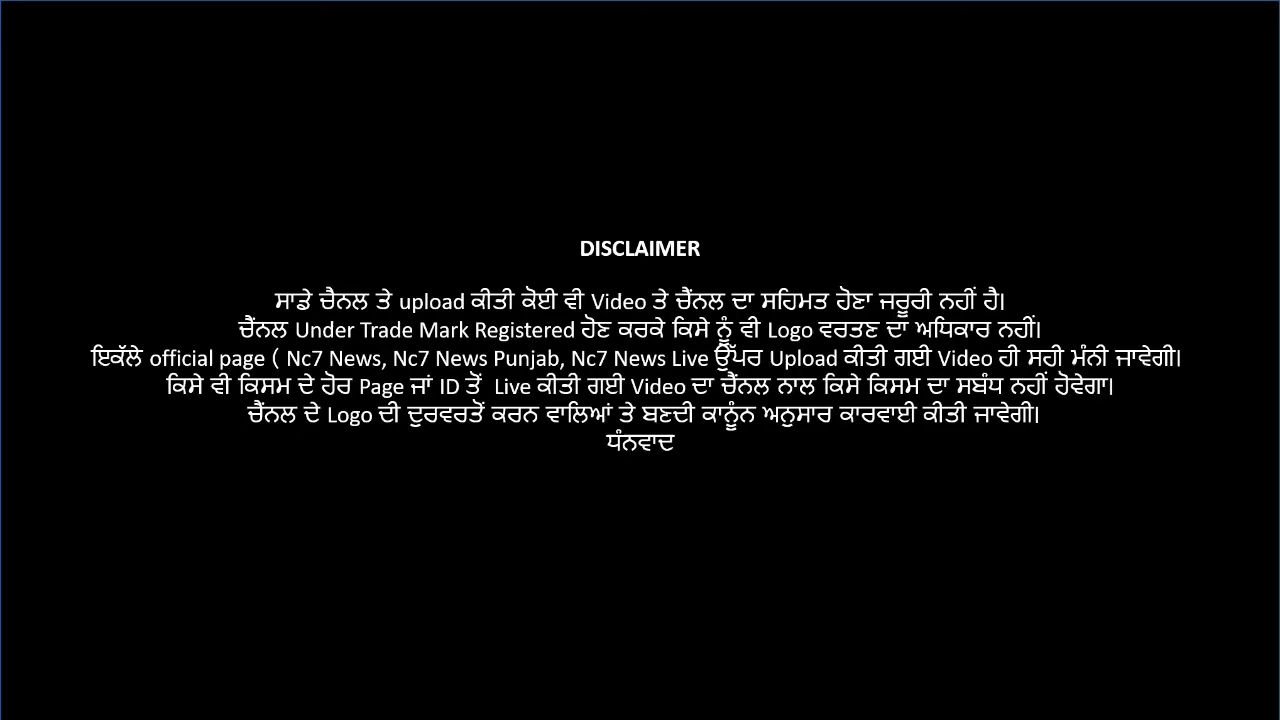 DISCLAIMER
ਸਾਡੇ ਚੈਨਲ ਤੇ upload ਕੀਤੀ ਕੋਈ ਵੀ Video ਤੇ ਚੈਂਨਲ ਦਾ ਸਹਿਮਤ ਹੋਣਾ ਜਰੂਰੀ ਨਹੀਂ ਹੈ।
ਚੈਂਨਲ Under Trade Mark Registered ਹੋਣ ਕਰਕੇ ਕਿਸੇ ਨੂੰ ਵੀ Logo ਵਰਤਣ ਦਾ ਅਧਿਕਾਰ ਨਹੀਂ।
ਇਕੱਲੇ official page ( Nc7 News, Nc7 News Punjab, Nc7 News Live ਉੱਪਰ Upload ਕੀਤੀ ਗਈ Video ਹੀ ਸਹੀ ਮੰਨੀ ਜਾਵੇਗੀ।
ਕਿਸੇ ਵੀ ਕਿਸਮ ਦੇ ਹੋਰ Page ਜਾਂ ID ਤੋਂ Live ਕੀਤੀ ਗਈ Video ਦਾ ਚੈਂਨਲ ਨਾਲ ਕਿਸੇ ਕਿਸਮ ਦਾ ਸਬੰਧ ਨਹੀਂ ਹੋਵੇਗਾ।
ਚੈਂਨਲ ਦੇ Logo ਦੀ ਦੁਰਵਰਤੋਂ ਕਰਨ ਵਾਲਿਆਂ ਤੇ ਬਣਦੀ ਕਾਨੂੰਨ ਅਨੁਸਾਰ ਕਾਰਵਾਈ ਕੀਤੀ ਜਾਵੇਗੀ।
ਧੰਨਵਾਦ